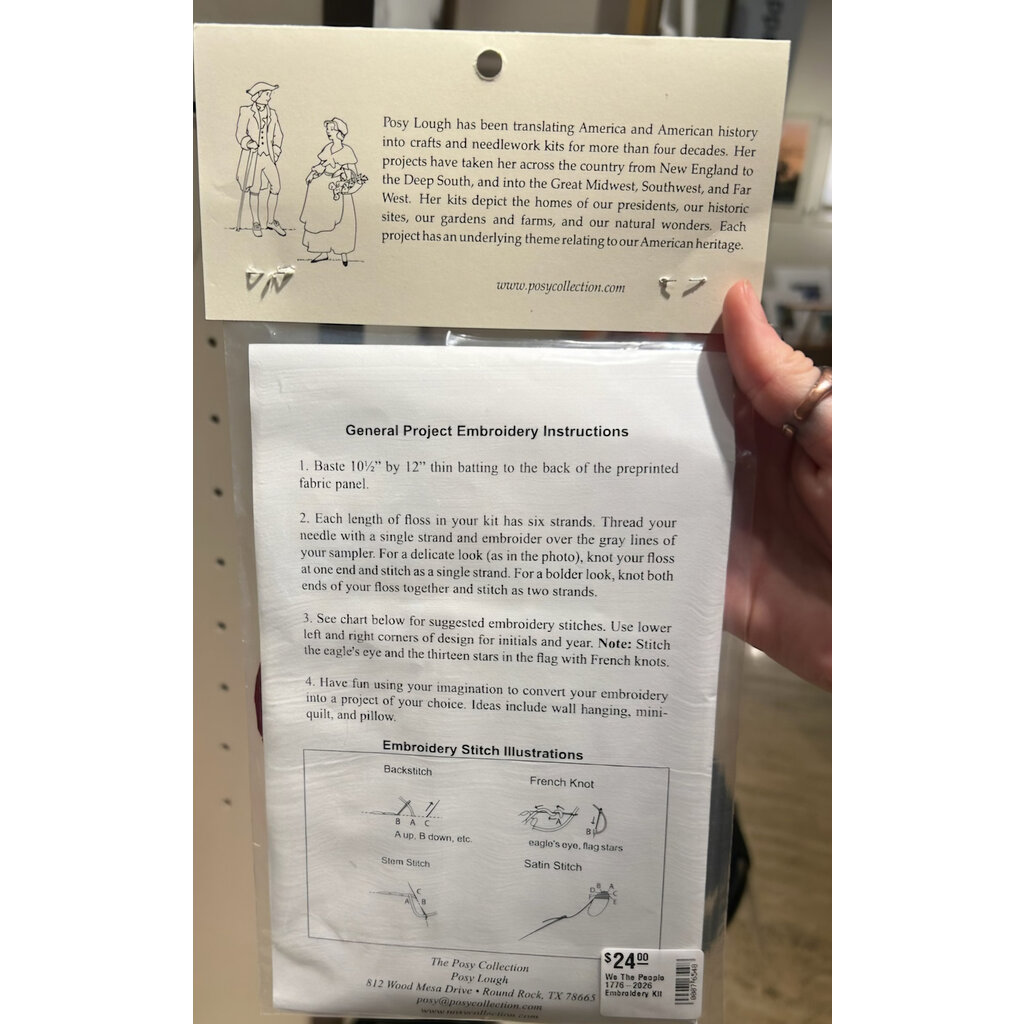 Posy Lough has been translating America and American history
into crafts and needlework kits for more than four decades. Her
projects have taken her across the country from New England to
the Deep South, and into the Great Midwest, Southwest, and Far
West. Her kits depict the homes of our presidents, our historic
sites, our gardens and farms, and our natural wonders. Each
project has an underlying theme relating to our American heritage.
www.posycollection.com
General Project Embroidery Instructions
1. Baste 10½” by 12” thin batting to the back of the preprinted
fabric panel.
2. Each length of floss in your kit has six strands. Thread your
needle with a single strand and embroider over the gray lines of
your sampler. For a delicate look (as in the photo), knot your floss
at one end and stitch as a single strand. For a bolder look, knot both
ends of your floss together and stitch as two strands.
3. See chart below for suggested embroidery stitches. Use lower
left and right corners of design for initials and year. Note: Stitch
the eagle's eye and the thirteen stars in the flag with French knots.
4. Have fun using your imagination to convert your embroidery
into a project of your choice. Ideas include wall hanging, mini-
quilt, and pillow.
Embroidery Stitch Illustrations
Backstitch
B A C
A up, B down, etc.
French Knot
A
B
eagle's eye, flag stars
Stem Stitch
C
A B
Satin Stitch
B A
D C
E
The Posy Collection
Posy Lough
812 Wood Mesa Drive • Round Rock, TX 78665
posy@posycollection.com
www.posycollection.com
$24.00
We The People
1776-2026
Embroidery Kit